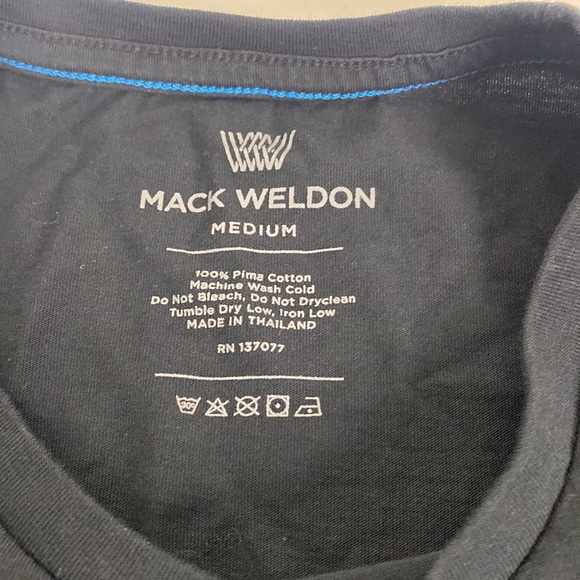 MACK WELDON
MEDIUM
100% Pima Cotton
Machine Wash Cold
Do Not Bleach, Do Not Dryclean
Tumble Dry Low, Iron Low
MADE IN THAILAND
RN 137077
30°